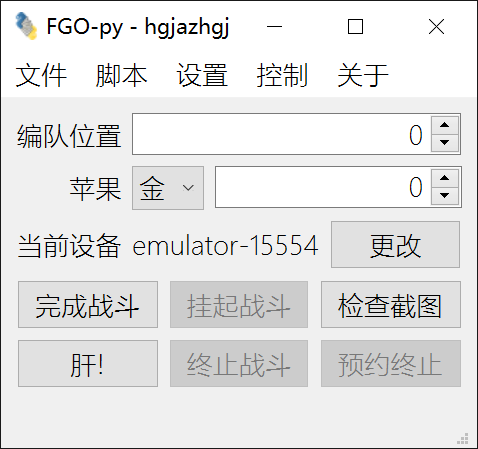 FGO-py - hgjazhgj
文件 脚本 设置 控制 关于
编队位置 0
苹果 金 0
当前设备 emulator-15554 更改
完成战斗 挂起战斗 检查截图
肝! 终止战斗 预约终止